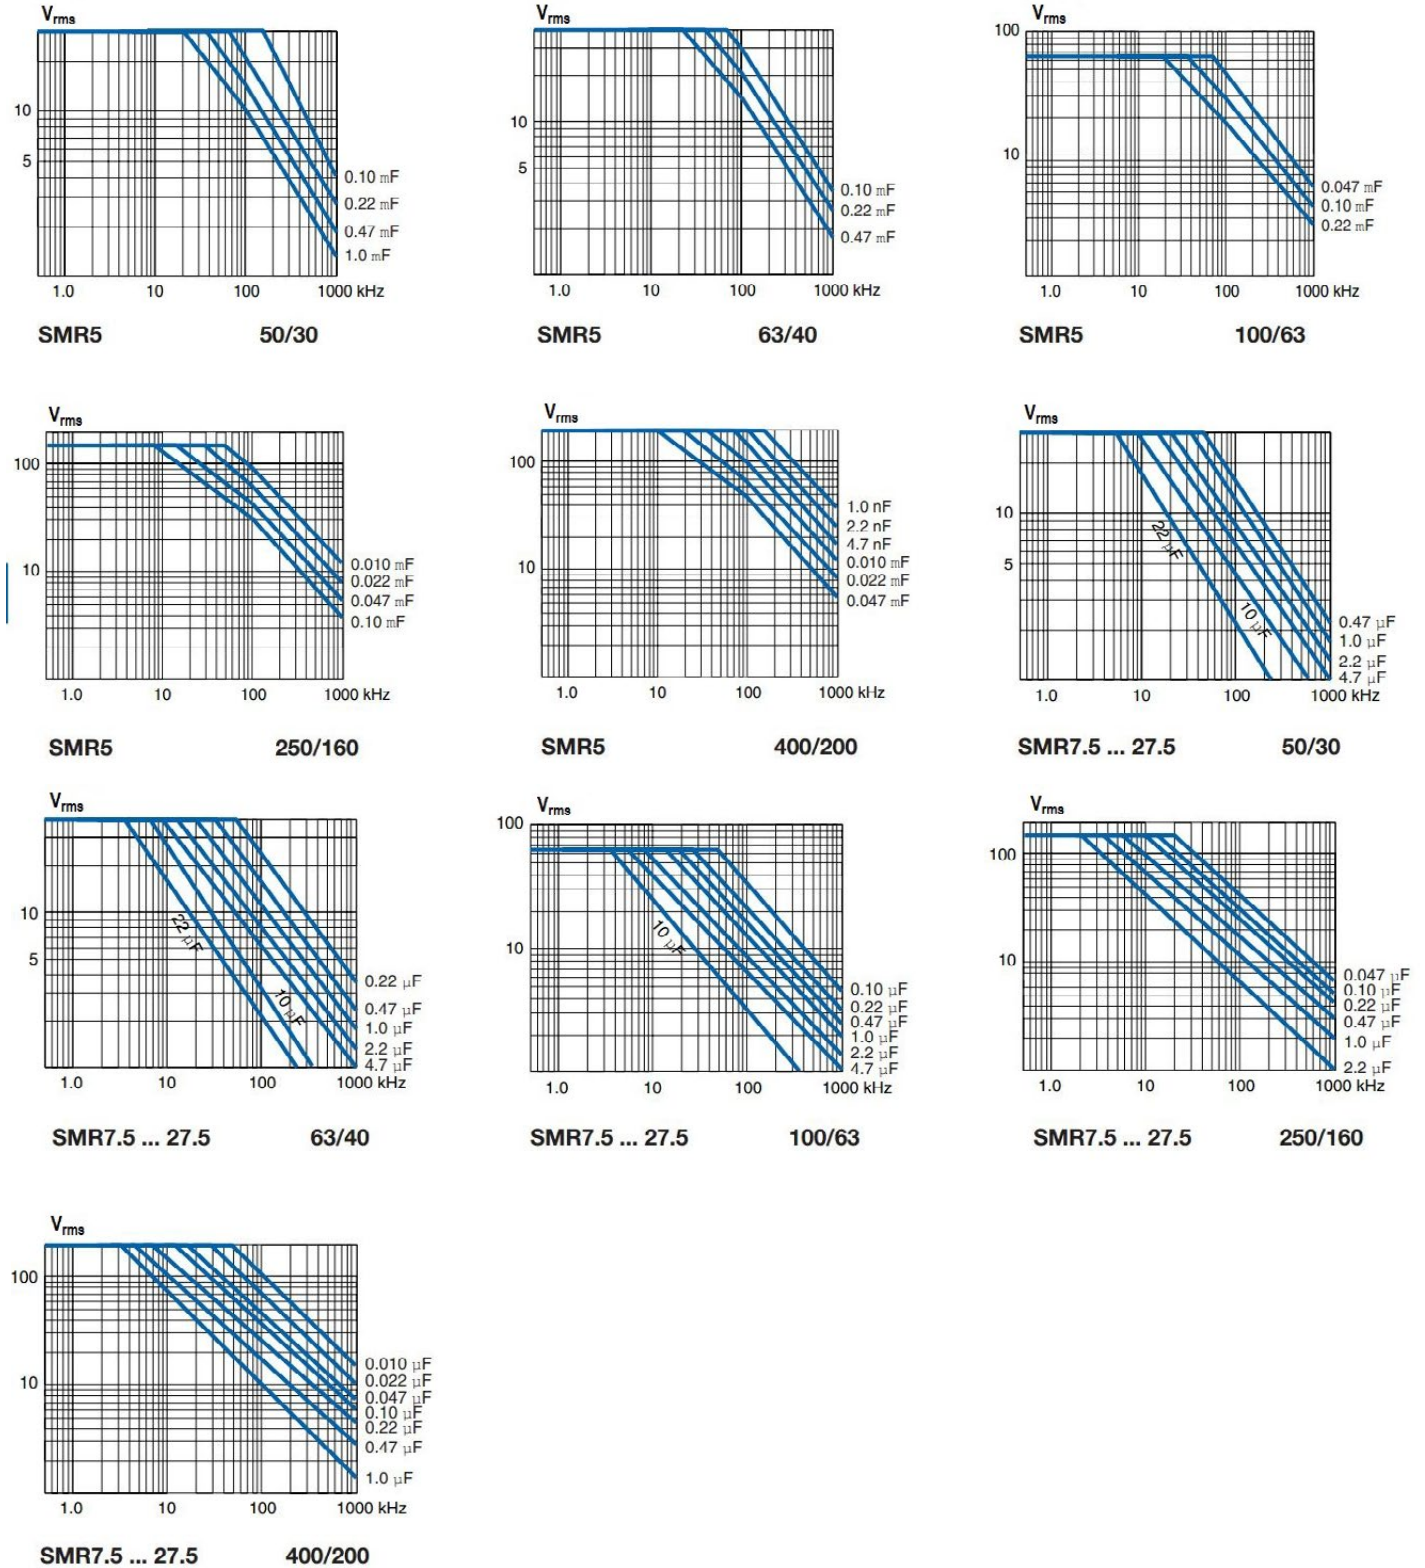 Vrms
10
5
0.10 mF
0.22 mF
0.47 mF
1.0 mF
1.0 10 100 1000 kHz
SMR5 50/30
Vrms
10
5
0.10 mF
0.22 mF
0.47 mF
1.0 10 100 1000 kHz
SMR5 63/40
Vrms
100
10
0.047 mF
0.10 mF
0.22 mF
1.0 10 100 1000 kHz
SMR5 100/63
Vrms
100
10
0.010 mF
0.022 mF
0.047 mF
0.10 mF
1.0 10 100 1000 kHz
SMR5 250/160
Vrms
100
10
1.0 nF
2.2 nF
4.7 nF
0.010 mF
0.022 mF
0.047 mF
1.0 10 100 1000 kHz
SMR5 400/200
Vrms
10
5
22 µF
10 µF
0.47 µF
1.0 µF
2.2 µF
4.7 µF
1.0 10 100 1000 kHz
SMR7.5 ... 27.5 50/30
Vrms
10
5
22 µF
10 µF
0.22 µF
0.47 µF
1.0 µF
2.2 µF
4.7 µF
1.0 10 100 1000 kHz
SMR7.5 ... 27.5 63/40
Vrms
100
10
10 µF
0.10 µF
0.22 µF
0.47 µF
1.0 µF
2.2 µF
4.7 µF
1.0 10 100 1000 kHz
SMR7.5 ... 27.5 100/63
Vrms
100
10
0.047 µF
0.10 µF
0.22 µF
0.47 µF
1.0 µF
2.2 µF
1.0 10 100 1000 kHz
SMR7.5 ... 27.5 250/160
Vrms
100
10
0.010 µF
0.022 µF
0.047 µF
0.10 µF
0.22 µF
0.47 µF
1.0 µF
1.0 10 100 1000 kHz
SMR7.5 ... 27.5 400/200